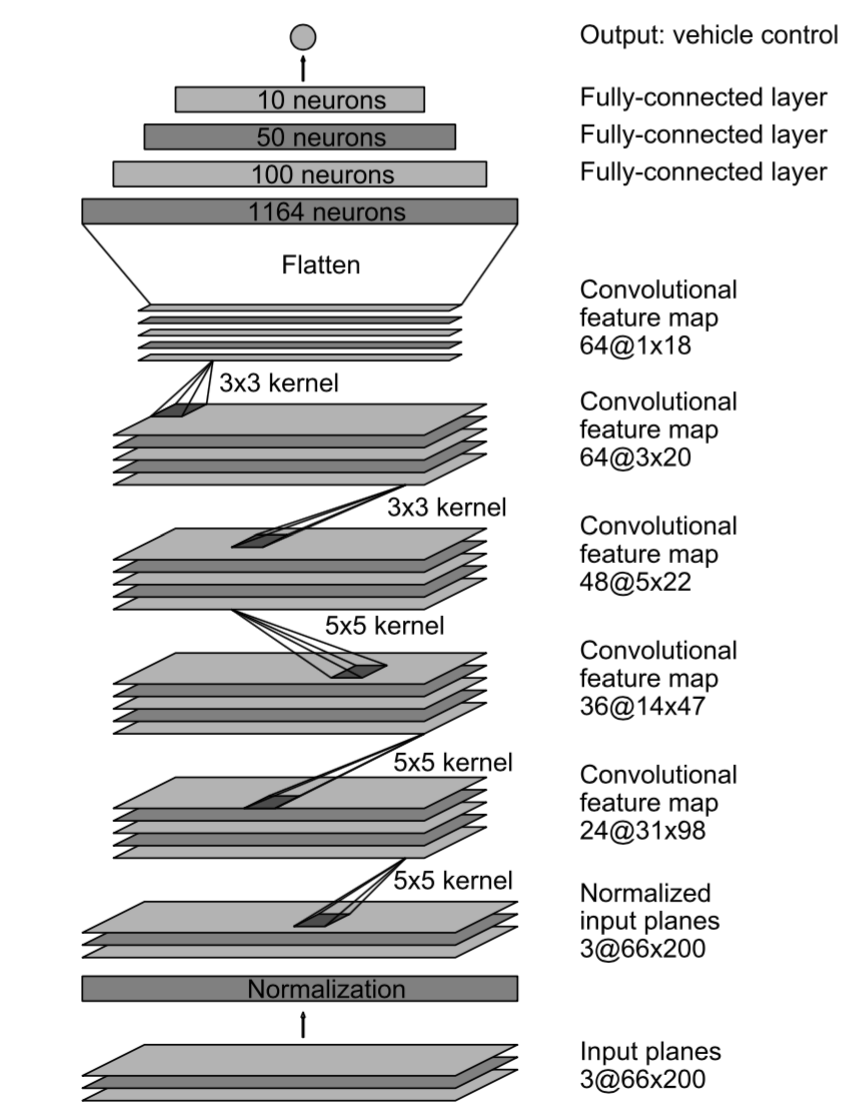 Output: vehicle control
10 neurons
Fully-connected layer
50 neurons
Fully-connected layer
100 neurons
Fully-connected layer
1164 neurons
Flatten
Convolutional
feature map
64@1x18
3x3 kernel
Convolutional
feature map
64@3x20
3x3 kernel
Convolutional
feature map
48@5x22
5x5 kernel
Convolutional
feature map
36@14x47
5x5 kernel
Convolutional
feature map
24@31x98
5x5 kernel
Normalized
input planes
3@66x200
Normalization
Input planes
3@66x200